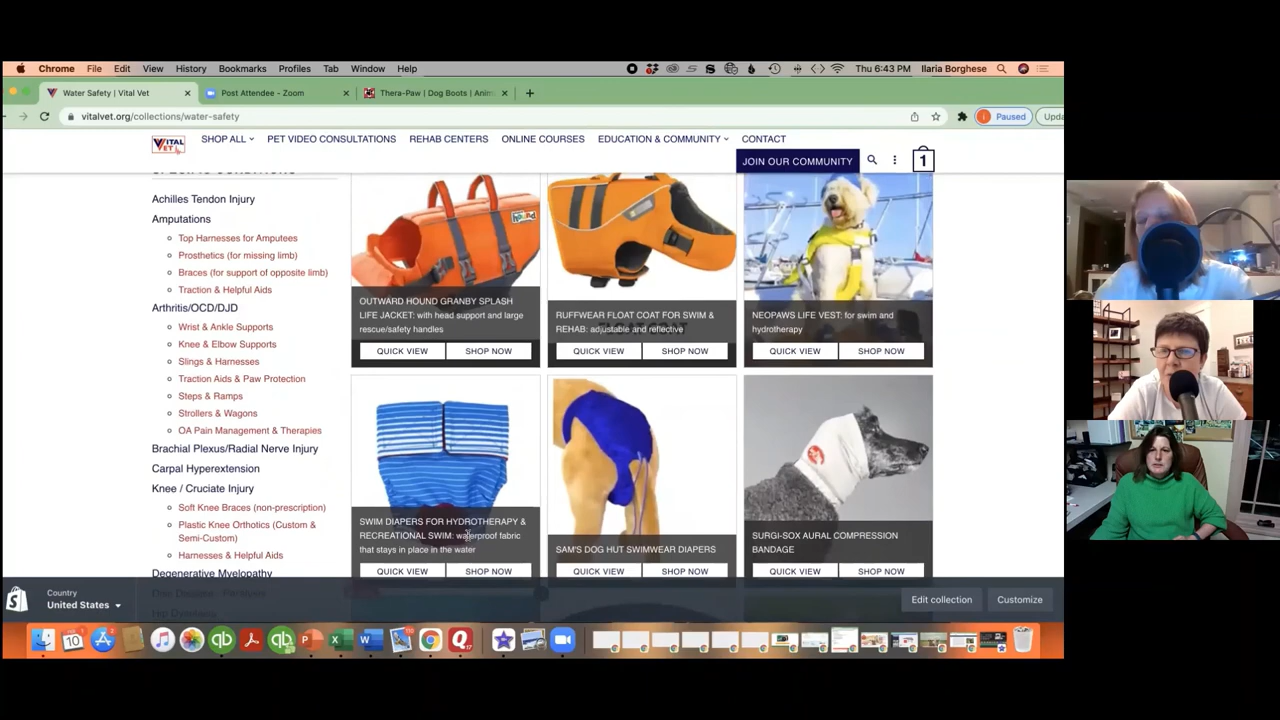 Chrome File Edit View History Bookmarks Profiles Tab Window Help Thu 6:43 PM Ilaria Borghese
Water Safety | Vital Vet
Post Attendee - Zoom
Thera-Paw | Dog Boots | Anim
vitalvet.org/collections/water-safety
Paused
Upda
VITAL
VET
SHOP ALL
PET VIDEO CONSULTATIONS
REHAB CENTERS
ONLINE COURSES
EDUCATION & COMMUNITY
CONTACT
JOIN OUR COMMUNITY
1
SPECIFIC CONDITIONS
Achilles Tendon Injury
Amputations
Top Harnesses for Amputees
Prosthetics (for missing limb)
Braces (for support of opposite limb)
Traction & Helpful Aids
Arthritis/OCD/DJD
Wrist & Ankle Supports
Knee & Elbow Supports
Slings & Harnesses
Traction Aids & Paw Protection
Steps & Ramps
Strollers & Wagons
OA Pain Management & Therapies
Brachial Plexus/Radial Nerve Injury
Carpal Hyperextension
Knee / Cruciate Injury
Soft Knee Braces (non-prescription)
Plastic Knee Orthotics (Custom &
Semi-Custom)
Harnesses & Helpful Aids
Degenerative Myelopathy
OUTWARD HOUND GRANBY SPLASH
LIFE JACKET: with head support and large
rescue/safety handles
QUICK VIEW
SHOP NOW
RUFFWEAR FLOAT COAT FOR SWIM &
REHAB: adjustable and reflective
FLOAT COAT
QUICK VIEW
SHOP NOW
NEOPAWS LIFE VEST: for swim and
hydrotherapy
QUICK VIEW
SHOP NOW
SWIM DIAPERS FOR HYDROTHERAPY &
RECREATIONAL SWIM: waterproof fabric
that stays in place in the water
QUICK VIEW
SHOP NOW
SAM'S DOG HUT SWIMWEAR DIAPERS
QUICK VIEW
SHOP NOW
SURGI-SOX AURAL COMPRESSION
BANDAGE
QUICK VIEW
SHOP NOW
Country
United States
Edit collection
Customize